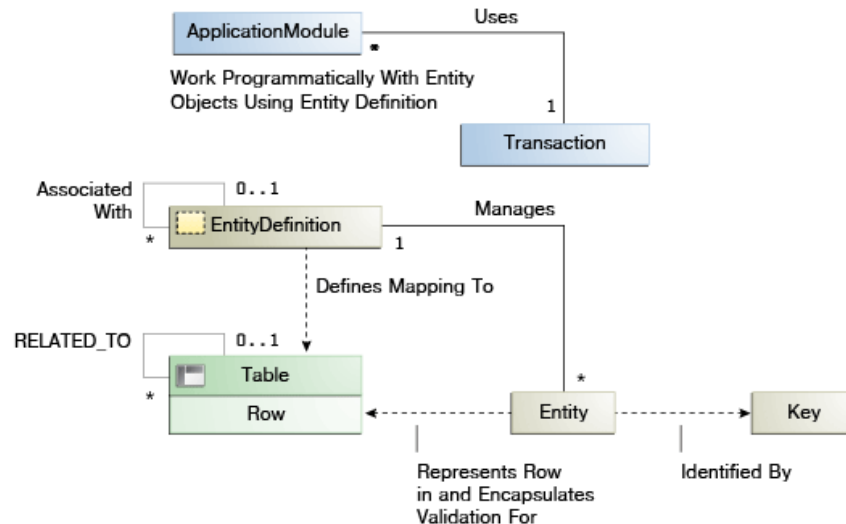 Uses
ApplicationModule
*
Work Programmatically With Entity
Objects Using Entity Definition
1
Transaction
Associated
With
0..1
*
EntityDefinition
1
Manages
Defines Mapping To
RELATED_TO
0..1
*
Table
Row
*
Entity
Key
Represents Row
in and Encapsulates
Validation For
Identified By